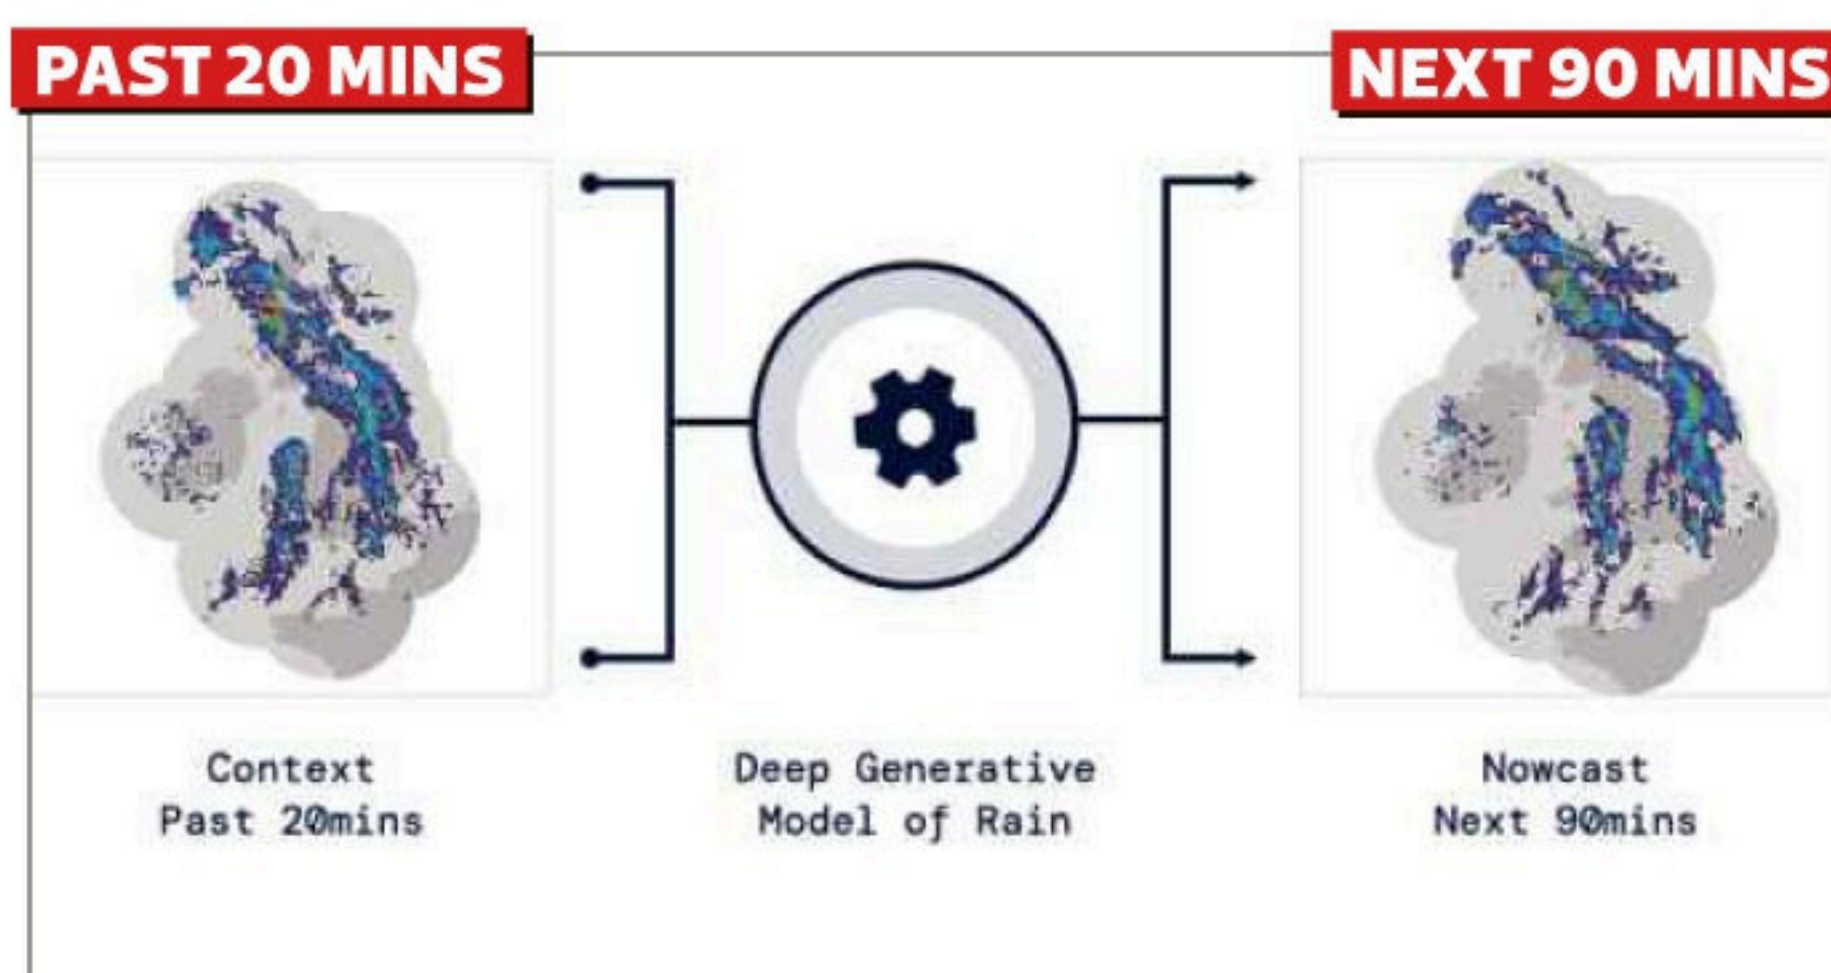 PAST 20 MINS
NEXT 90 MINS
Context
Past 20mins
Deep Generative
Model of Rain
Nowcast
Next 90mins